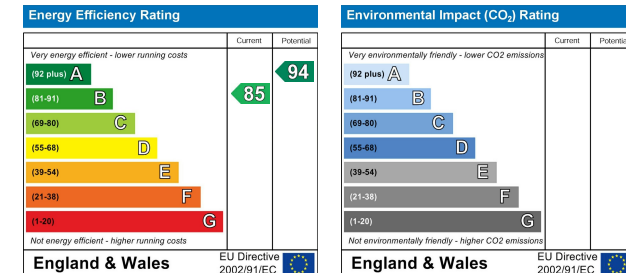 Energy Efficiency Rating
Current Potential
Very energy efficient - lower running costs
(92 plus) A
94
(81-91) B
85
(69-80) C
(55-68) D
(39-54) E
(21-38) F
(1-20) G
Not energy efficient - higher running costs
England & Wales
EU Directive
2002/91/EC
Environmental Impact (CO₂) Rating
Current Potential
Very environmentally friendly - lower CO2 emissions
(92 plus) A
(81-91) B
(69-80) C
(55-68) D
(39-54) E
(21-38) F
(1-20) G
Not environmentally friendly - higher CO2 emissions
England & Wales
EU Directive
2002/91/EC